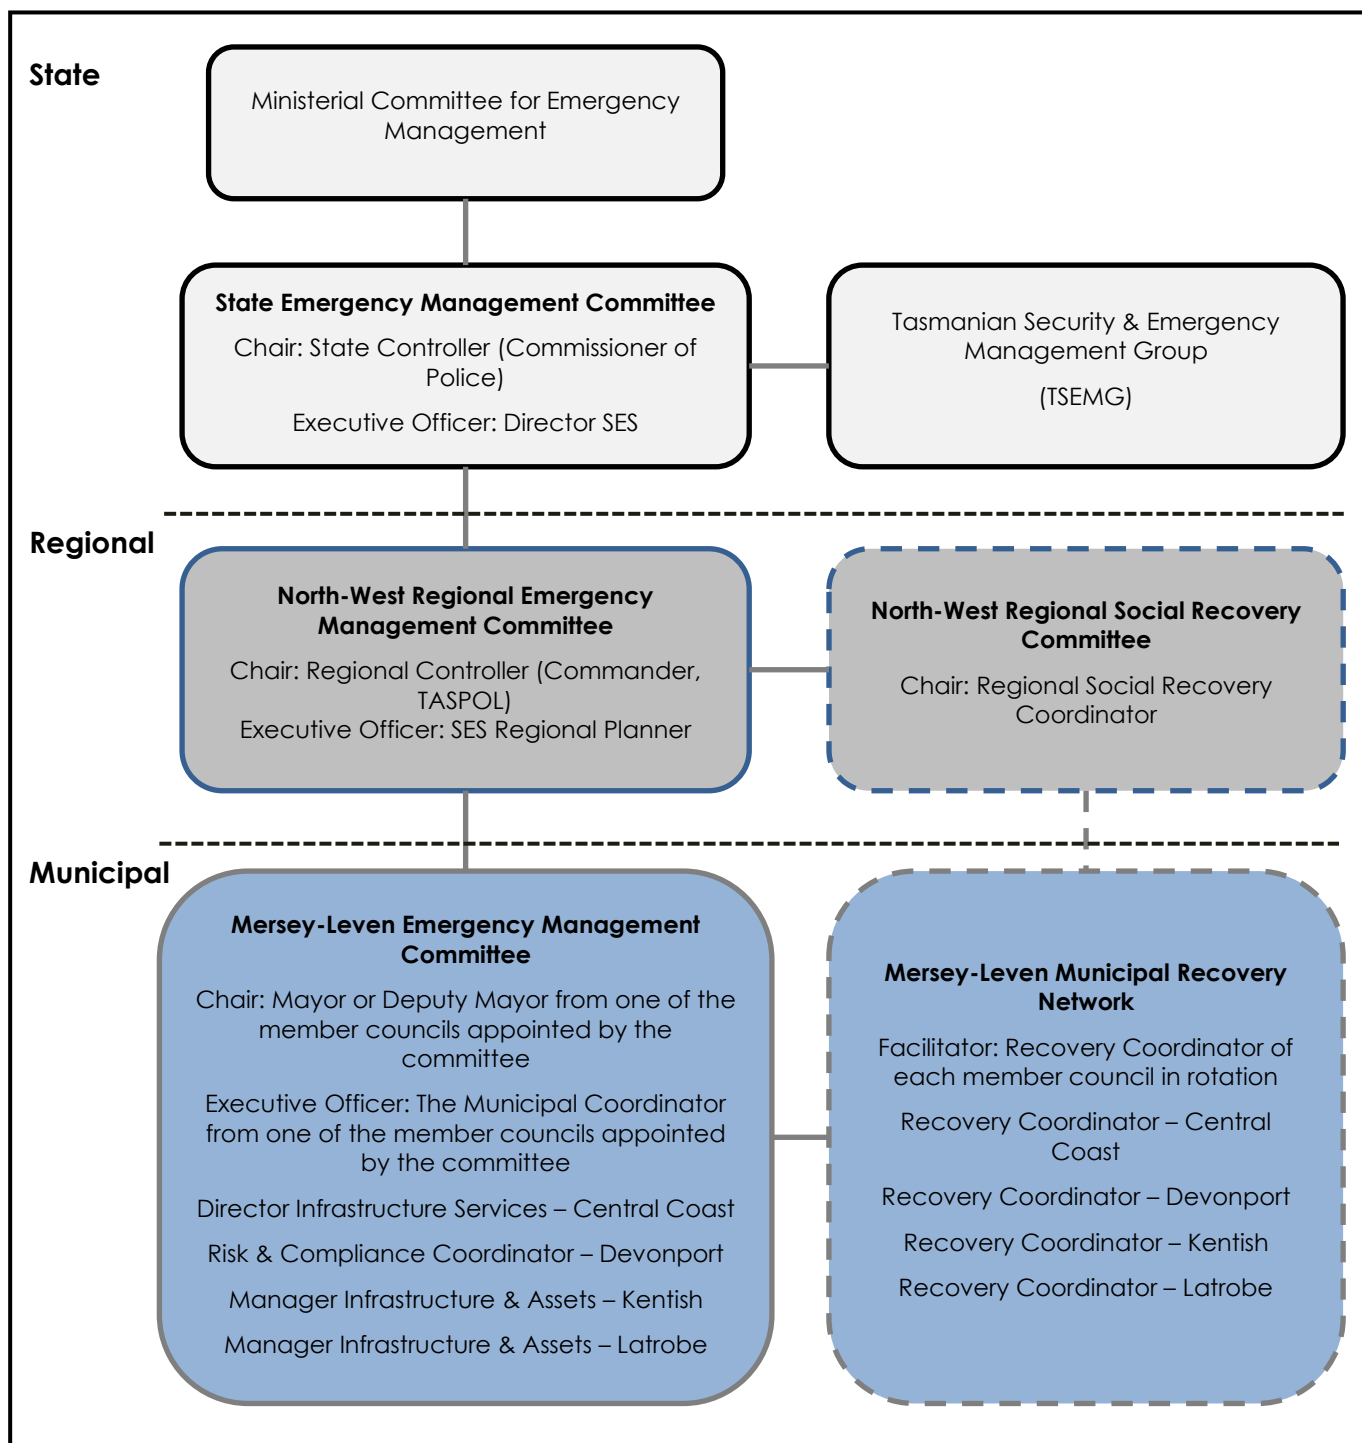 State
Ministerial Committee for Emergency
Management
State Emergency Management Committee
Chair: State Controller (Commissioner of
Police)
Executive Officer: Director SES
Tasmanian Security & Emergency
Management Group
(TSEMG)
Regional
North-West Regional Emergency
Management Committee
Chair: Regional Controller (Commander,
TASPOL)
Executive Officer: SES Regional Planner
North-West Regional Social Recovery
Committee
Chair: Regional Social Recovery
Coordinator
Municipal
Mersey-Leven Emergency Management
Committee
Chair: Mayor or Deputy Mayor from one of the
member councils appointed by the
committee
Executive Officer: The Municipal Coordinator
from one of the member councils appointed
by the committee
Director Infrastructure Services – Central Coast
Risk & Compliance Coordinator – Devonport
Manager Infrastructure & Assets – Kentish
Manager Infrastructure & Assets – Latrobe
Mersey-Leven Municipal Recovery
Network
Facilitator: Recovery Coordinator of
each member council in rotation
Recovery Coordinator – Central
Coast
Recovery Coordinator – Devonport
Recovery Coordinator – Kentish
Recovery Coordinator – Latrobe